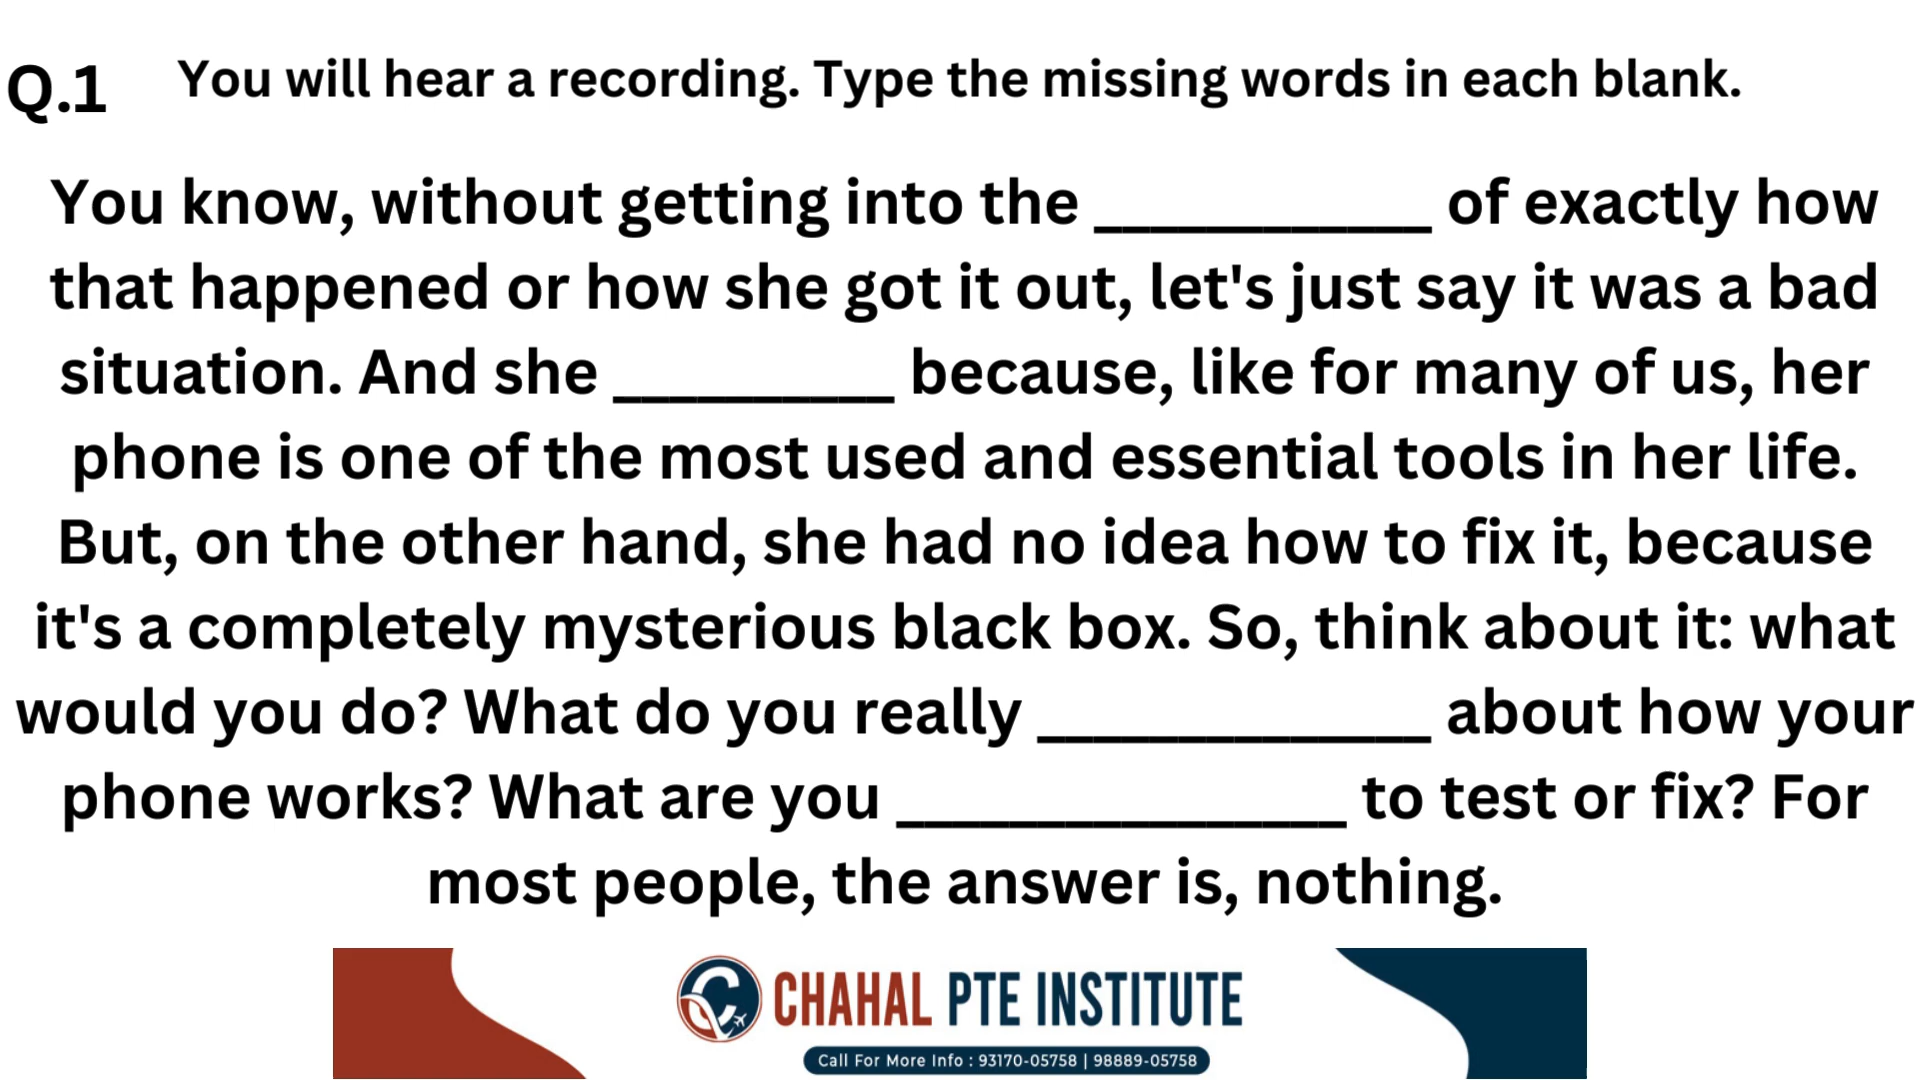 Q.1 You will hear a recording. Type the missing words in each blank.
You know, without getting into the ____________ of exactly how
that happened or how she got it out, let's just say it was a bad
situation. And she __________ because, like for many of us, her
phone is one of the most used and essential tools in her life.
But, on the other hand, she had no idea how to fix it, because
it's a completely mysterious black box. So, think about it: what
would you do? What do you really ______________ about how your
phone works? What are you ________________ to test or fix? For
most people, the answer is, nothing.
CHAHAL PTE INSTITUTE
Call For More Info : 93170-05758 | 98889-05758